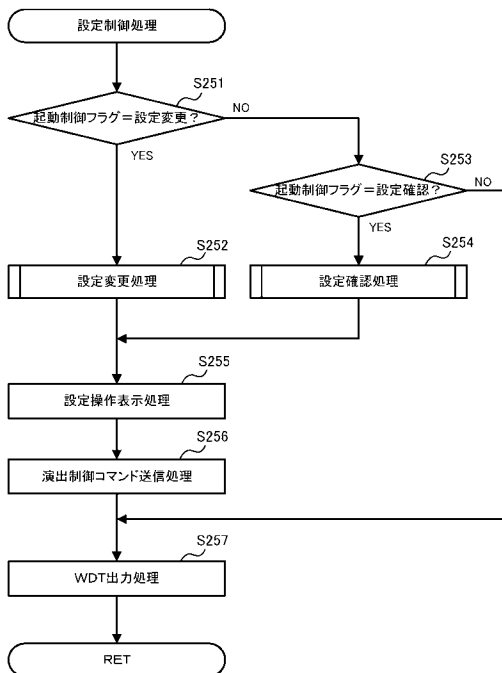 設定制御処理
S251
起動制御フラグ＝設定変更？
NO
YES
S253
起動制御フラグ＝設定確認？
NO
YES
S252
設定変更処理
S254
設定確認処理
S255
設定操作表示処理
S256
演出制御コマンド送信処理
S257
WDT出力処理
RET